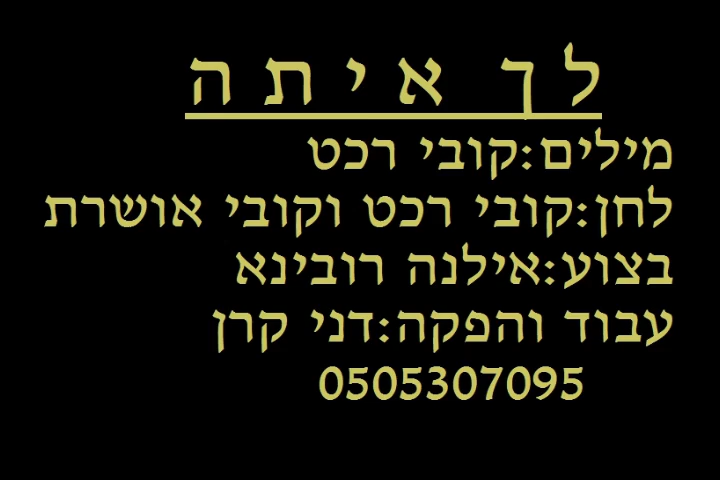 לך איתה
מילים:קובי רכט
לחן:קובי רכט וקובי אושרת
בצוע:אילנה רובינא
עבוד והפקה:דני קרן
0505307095